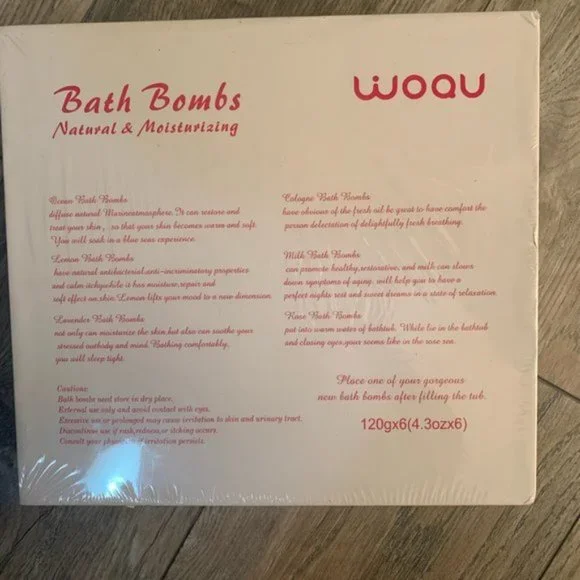 Bath Bombs
Natural & Moisturizing
WOQU
Ocean Bath Bombs
diffuse natural Marineatmosphere. It can restore and
treat your skin, so that your skin becomes warm and soft.
You will soak in a blue seas experience.
Lemon Bath Bombs
have natural antibacterial,anti-incriminatory properties
and calm itchy,while it has moisture,repair and
soft effect on skin.Lemon lifts your mood to a new dimension.
Lavender Bath Bombs
not only can moisturize the skin,but also can soothe your
stressed outbody and mind.Bathing comfortably,
you will sleep tight.
Cologne Bath Bombs
have obvious of the fresh oil be great to have comfort the
person delectation of delightfully fresh breathing.
Milk Bath Bombs
can promote healthy,restorative, and milk can slows
down symptoms of aging. will help you to have a
perfect nights rest and sweet dreams in a state of relaxation.
Rose Bath Bombs
put into warm water of bathtub. While lie in the bathtub
and closing eyes,your seems like in the rose sea.
Cautions:
Bath bombs need store in dry place.
External use only and avoid contact with eyes.
Excessive use or prolonged may cause irritation to skin and urinary tract.
Discontinue use if rash,redness,or itching occurs.
Consult your if irritation persists.
Place one of your gorgeous
new bath bombs after filling the tub.
120gx6(4.3ozx6)